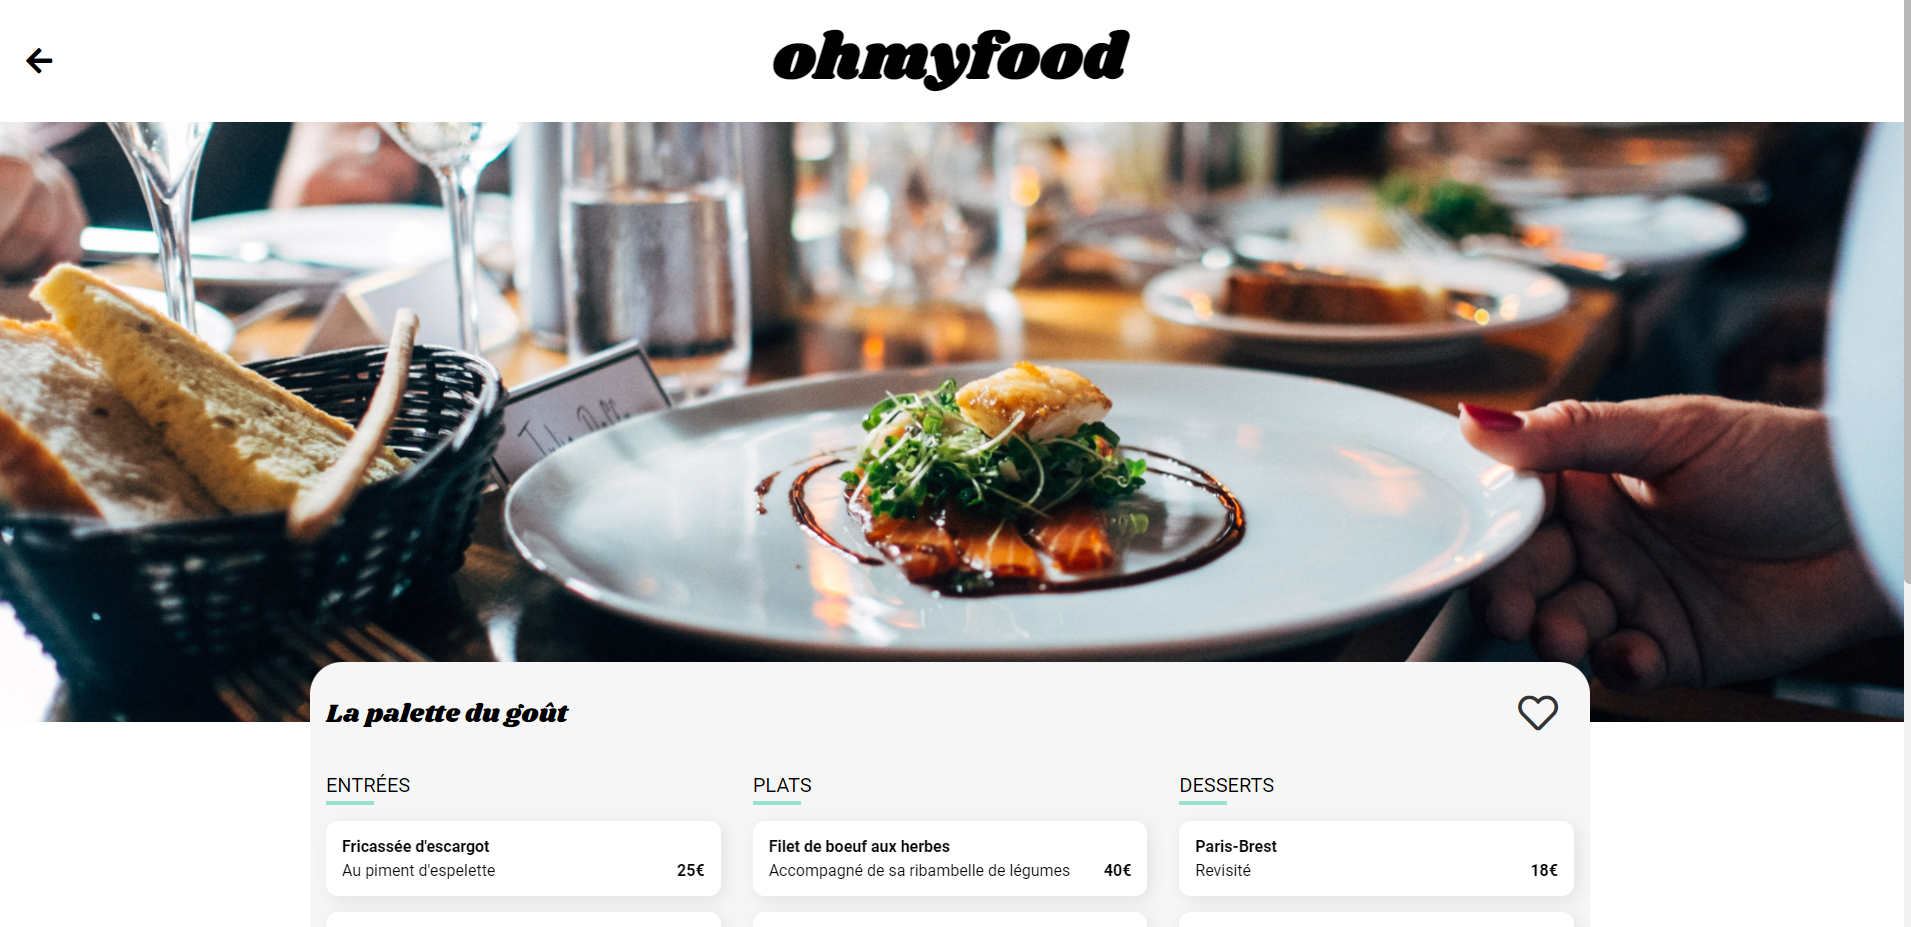 ohmyfood
La palette du goût
ENTRÉES
Fricassée d'escargot
Au piment d'espelette 25€
PLATS
Filet de boeuf aux herbes
Accompagné de sa ribambelle de légumes 40€
DESSERTS
Paris-Brest
Revisité 18€